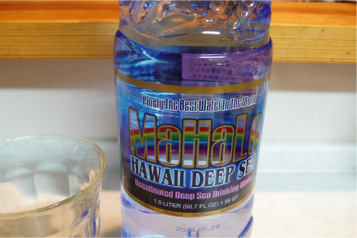 Purely The Best Water In The World
MaHaLo
HAWAII DEEP SEA
Desalinated Deep Sea Drinking Water
1.5 LITER (50.7 FL OZ) 1.58 QT